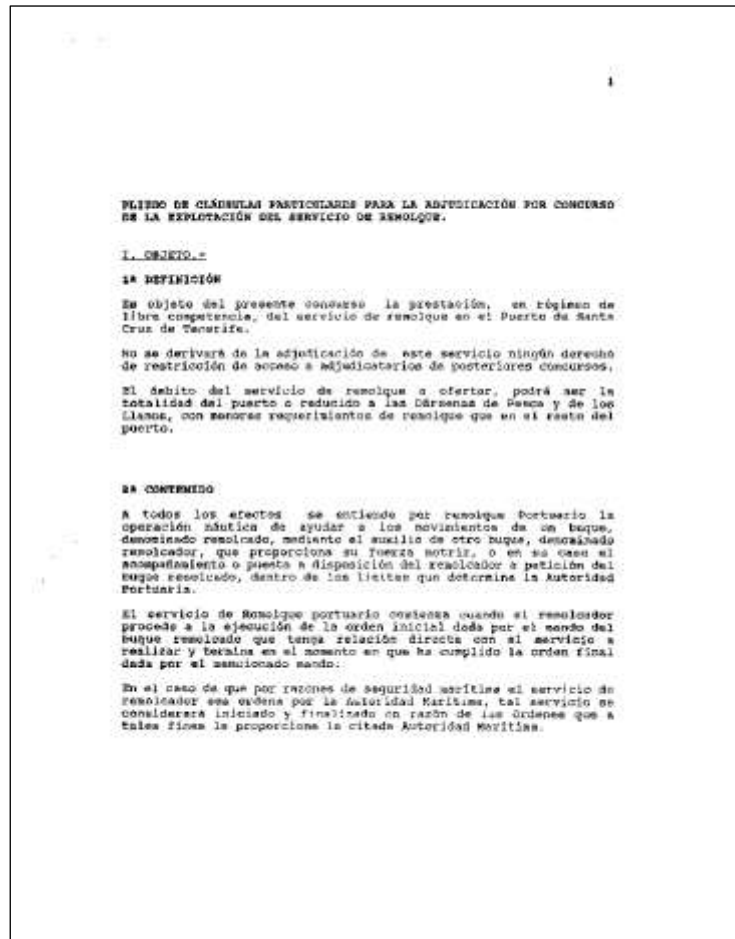 1
PLIEGO DE CLÁUSULAS PARTICULARES PARA LA ADJUDICACIÓN POR CONCURSO
DE LA EXPLOTACIÓN DEL SERVICIO DE REMOLQUE.
I. OBJETO.-
1ª DEFINICIÓN
Es objeto del presente concurso la prestación, en régimen de
libre competencia, del servicio de remolque en el Puerto de Santa
Cruz de Tenerife.
No se derivará de la adjudicación de este servicio ningún derecho
de restricción de acceso a adjudicatarios de posteriores concursos.
El ámbito del servicio de remolque a ofertar, podrá ser la
totalidad del puerto o reducido a las Dársenas de Pesca y de los
Llanos, con menores requerimientos de remolque que en el resto del
puerto.
2ª CONTENIDO
A todos los efectos se entiende por remolque Portuario la
operación náutica de ayudar a los movimientos de un buque,
denominado remolcado, mediante el auxilio de otro buque, denominado
remolcador, que proporciona su fuerza motriz, o en su caso el
acompañamiento o puesta a disposición del remolcador a petición del
buque remolcado, dentro de los límites que determina la Autoridad
Portuaria.
El servicio de Remolque portuario comienza cuando el remolcador
procede a la ejecución de la orden inicial dada por el mando del
buque remolcado que tenga relación directa con el servicio a
realizar y termina en el momento en que ha cumplido la orden final
dada por el mencionado mando.
En el caso de que por razones de seguridad marítima el servicio de
remolcador sea ordena por la Autoridad Marítima, tal servicio se
considerará iniciado y finalizado en razón de las órdenes que a
tales fines le proporcione la citada Autoridad Marítima.